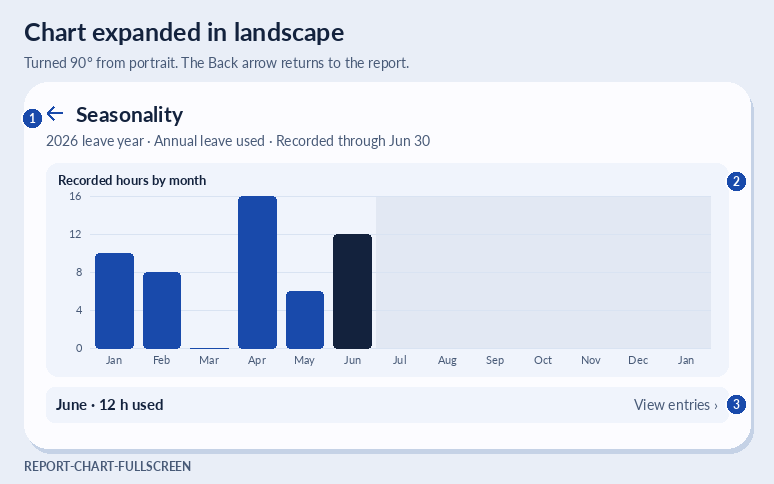 Chart expanded in landscape
Turned 90° from portrait. The Back arrow returns to the report.
1 ← Seasonality
2026 leave year · Annual leave used · Recorded through Jun 30
Recorded hours by month
2
16
12
8
4
0
Jan Feb Mar Apr May Jun Jul Aug Sep Oct Nov Dec Jan
June · 12 h used View entries › 3
REPORT-CHART-FULLSCREEN